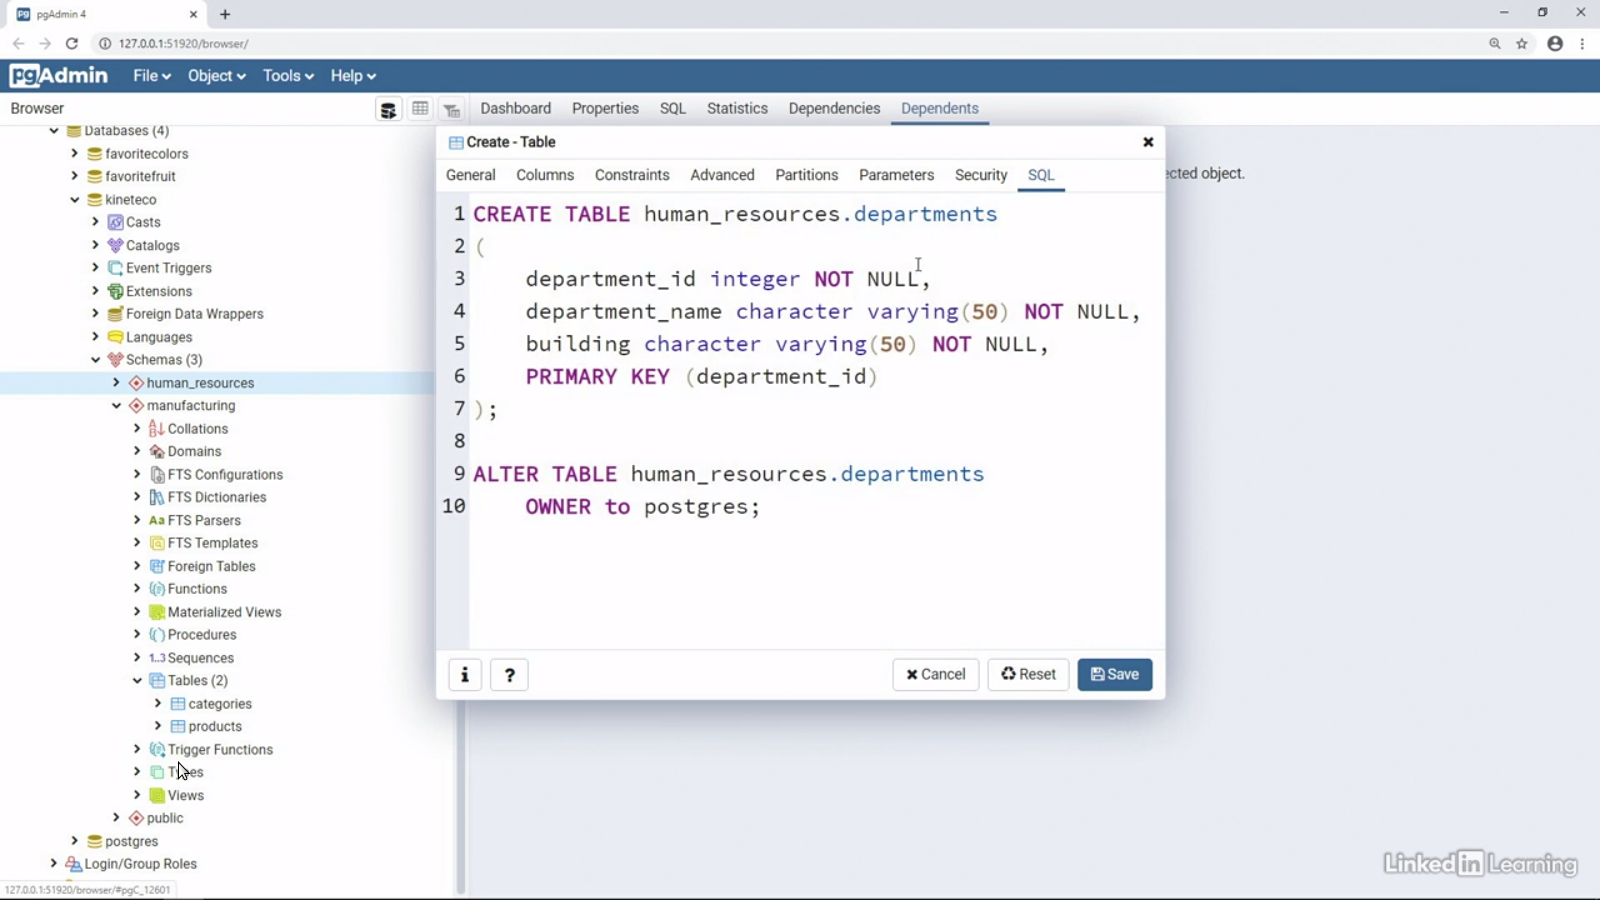 pgAdmin 4
127.0.0.1:51920/browser/
pgAdmin File Object Tools Help
Browser
Dashboard Properties SQL Statistics Dependencies Dependents
Databases (4)
favoritecolors
favoritefruit
kineteco
Casts
Catalogs
Event Triggers
Extensions
Foreign Data Wrappers
Languages
Schemas (3)
human_resources
manufacturing
Collations
Domains
FTS Configurations
FTS Dictionaries
FTS Parsers
FTS Templates
Foreign Tables
Functions
Materialized Views
Procedures
1..3 Sequences
Tables (2)
categories
products
Trigger Functions
Types
Views
public
postgres
Login/Group Roles
127.0.0.1:51920/browser/#pgC_12601
Create - Table
General Columns Constraints Advanced Partitions Parameters Security SQL
1 CREATE TABLE human_resources.departments
2 (
3 department_id integer NOT NULL,
4 department_name character varying(50) NOT NULL,
5 building character varying(50) NOT NULL,
6 PRIMARY KEY (department_id)
7 );
8
9 ALTER TABLE human_resources.departments
10 OWNER to postgres;
i ? Cancel Reset Save
ected object.
Linked in Learning